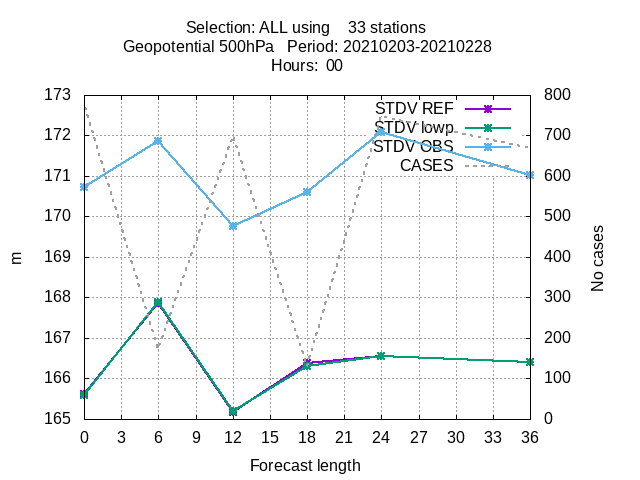 Selection: ALL using    33 stations
Geopotential 500hPa   Period: 20210203-20210228
Hours:  00
173
172
171
170
169
168
167
166
165
800
700
600
500
400
300
200
100
0
STDV REF
STDV lowp
STDV OBS
CASES
m
No cases
0 3 6 9 12 15 18 21 24 27 30 33 36
Forecast length